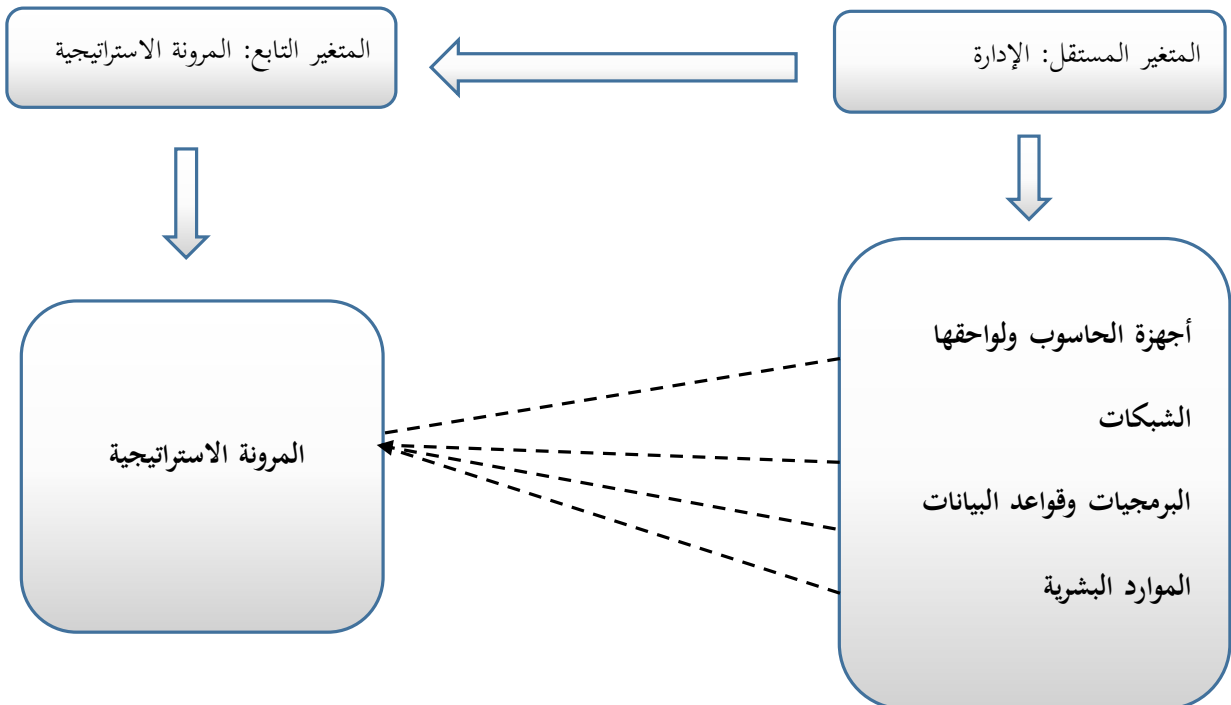 المتغير المستقل: الإدارة
المتغير التابع: المرونة الاستراتيجية
أجهزة الحاسوب ولواحقها
الشبكات
البرمجيات وقواعد البيانات
الموارد البشرية
المرونة الاستراتيجية